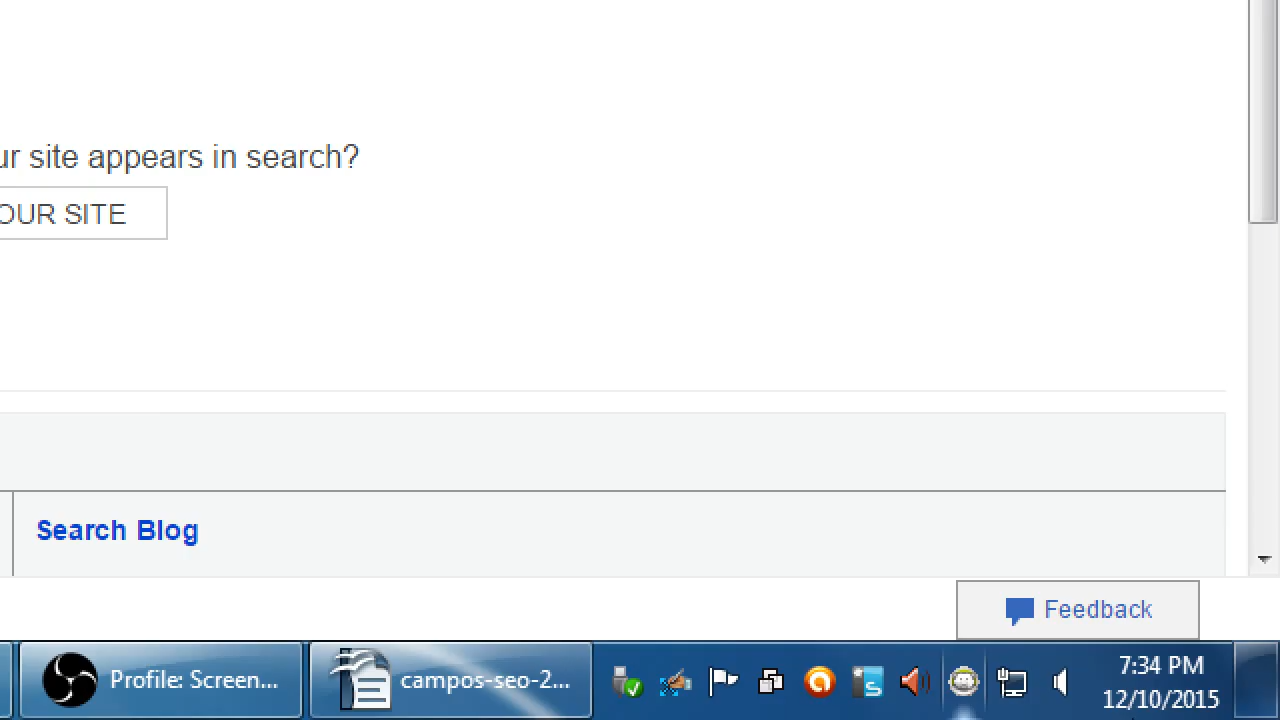 ur site appears in search?
OUR SITE
Search Blog
Feedback
Profile: Screen...
campos-seo-2...
7:34 PM
12/10/2015